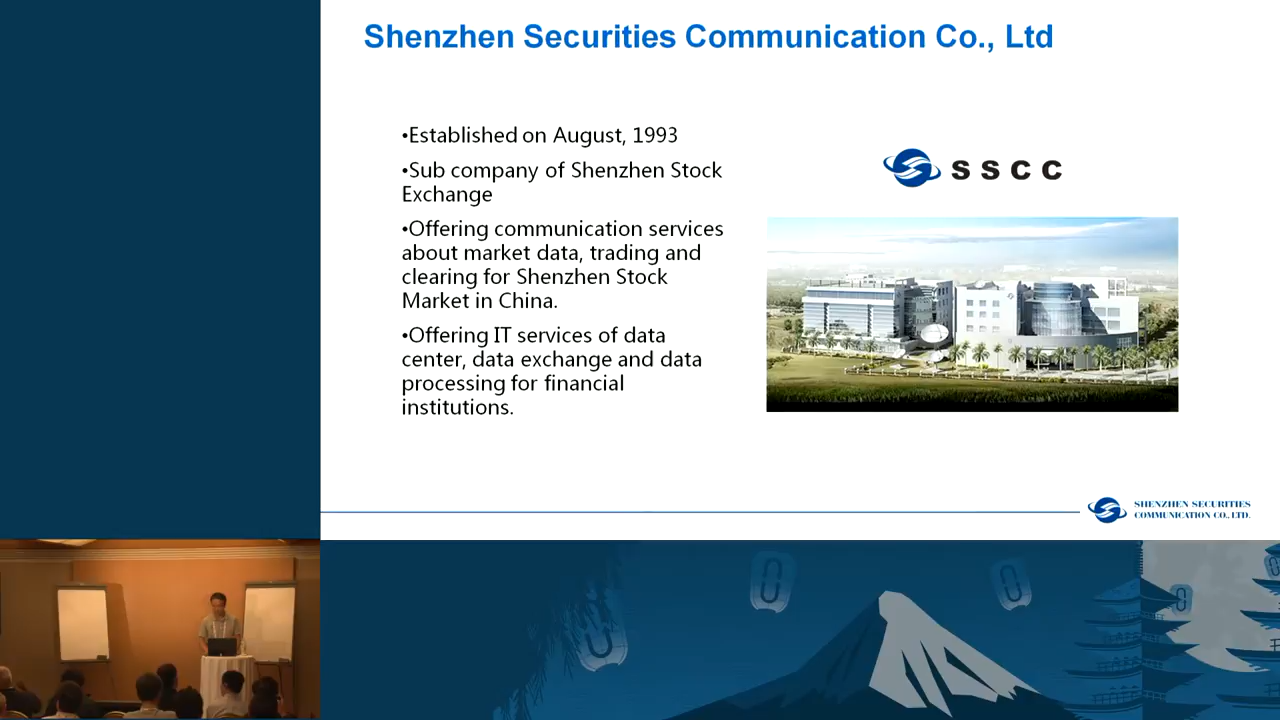 Shenzhen Securities Communication Co., Ltd
•Established on August, 1993
•Sub company of Shenzhen Stock
Exchange
•Offering communication services
about market data, trading and
clearing for Shenzhen Stock
Market in China.
•Offering IT services of data
center, data exchange and data
processing for financial
institutions.
SSCC
SHENZHEN SECURITIES
COMMUNICATION CO., LTD.